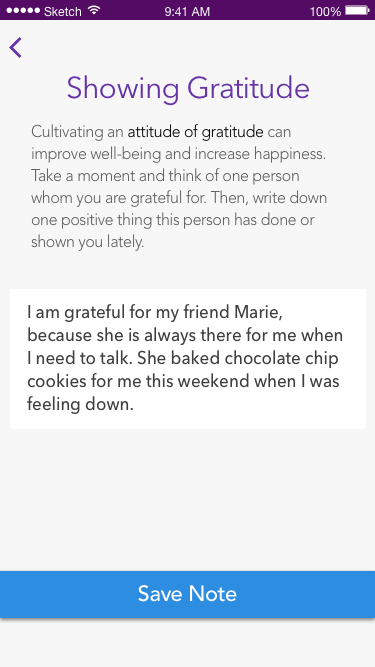 Sketch 9:41 AM 100%
Showing Gratitude
Cultivating an attitude of gratitude can
improve well-being and increase happiness.
Take a moment and think of one person
whom you are grateful for. Then, write down
one positive thing this person has done or
shown you lately.
I am grateful for my friend Marie,
because she is always there for me when
I need to talk. She baked chocolate chip
cookies for me this weekend when I was
feeling down.
Save Note